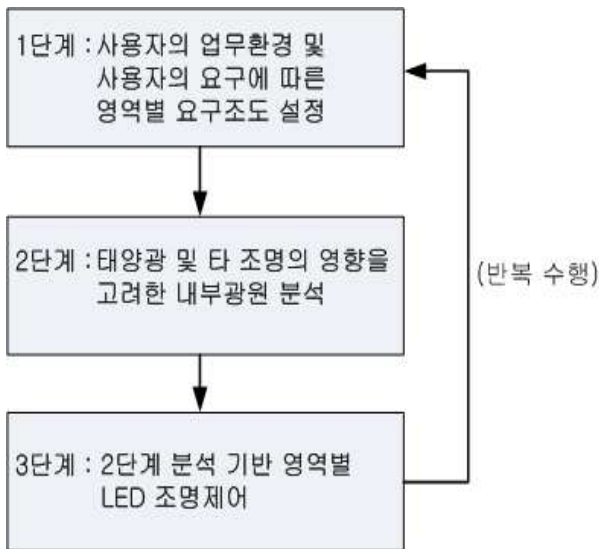 1단계 : 사용자의 업무환경 및
사용자의 요구에 따른
영역별 요구조도 설정
2단계 : 태양광 및 타 조명의 영향을
고려한 내부광원 분석
(반복 수행)
3단계 : 2단계 분석 기반 영역별
LED 조명제어